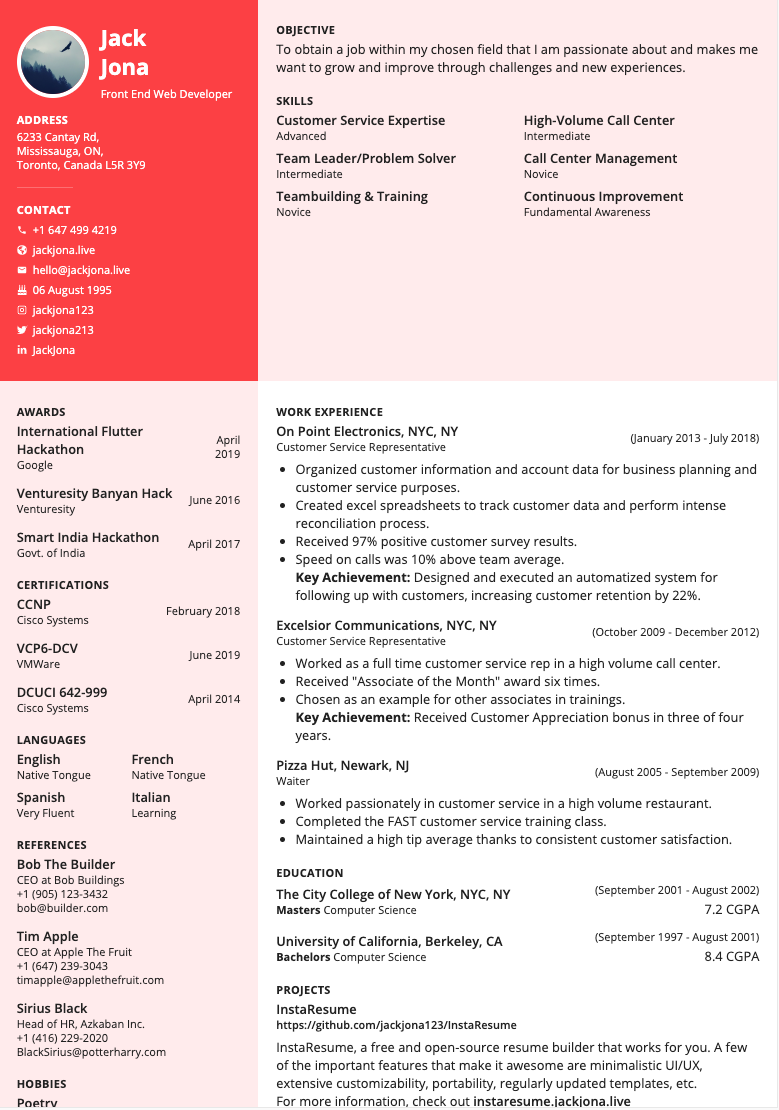 Jack
Jona
Front End Web Developer
ADDRESS
6233 Cantay Rd,
Mississauga, ON,
Toronto, Canada L5R 3Y9
CONTACT
+1 647 499 4219
jackjona.live
hello@jackjona.live
06 August 1995
jackjona123
jackjona213
JackJona
OBJECTIVE
To obtain a job within my chosen field that I am passionate about and makes me
want to grow and improve through challenges and new experiences.
SKILLS
Customer Service Expertise
Advanced
High-Volume Call Center
Intermediate
Team Leader/Problem Solver
Intermediate
Call Center Management
Novice
Teambuilding & Training
Novice
Continuous Improvement
Fundamental Awareness
AWARDS
International Flutter
Hackathon
Google
April
2019
Venturesity Banyan Hack
Venturesity
June 2016
Smart India Hackathon
Govt. of India
April 2017
CERTIFICATIONS
CCNP
Cisco Systems
February 2018
VCP6-DCV
VMWare
June 2019
DCUCI 642-999
Cisco Systems
April 2014
LANGUAGES
English
Native Tongue
French
Native Tongue
Spanish
Very Fluent
Italian
Learning
REFERENCES
Bob The Builder
CEO at Bob Buildings
+1 (905) 123-3432
bob@builder.com
Tim Apple
CEO at Apple The Fruit
+1 (647) 239-3043
timapple@applethefruit.com
Sirius Black
Head of HR, Azkaban Inc.
+1 (416) 229-2020
BlackSirius@potterharry.com
HOBBIES
Poetry
WORK EXPERIENCE
On Point Electronics, NYC, NY
Customer Service Representative
(January 2013 - July 2018)
• Organized customer information and account data for business planning and
customer service purposes.
• Created excel spreadsheets to track customer data and perform intense
reconciliation process.
• Received 97% positive customer survey results.
• Speed on calls was 10% above team average.
Key Achievement: Designed and executed an automatized system for
following up with customers, increasing customer retention by 22%.
Excelsior Communications, NYC, NY
Customer Service Representative
(October 2009 - December 2012)
• Worked as a full time customer service rep in a high volume call center.
• Received "Associate of the Month" award six times.
• Chosen as an example for other associates in trainings.
Key Achievement: Received Customer Appreciation bonus in three of four
years.
Pizza Hut, Newark, NJ
Waiter
(August 2005 - September 2009)
• Worked passionately in customer service in a high volume restaurant.
• Completed the FAST customer service training class.
• Maintained a high tip average thanks to consistent customer satisfaction.
EDUCATION
The City College of New York, NYC, NY
Masters Computer Science
(September 2001 - August 2002)
7.2 CGPA
University of California, Berkeley, CA
Bachelors Computer Science
(September 1997 - August 2001)
8.4 CGPA
PROJECTS
InstaResume
https://github.com/jackjona123/InstaResume
InstaResume, a free and open-source resume builder that works for you. A few
of the important features that make it awesome are minimalistic UI/UX,
extensive customizability, portability, regularly updated templates, etc.
For more information, check out instaresume.jackjona.live